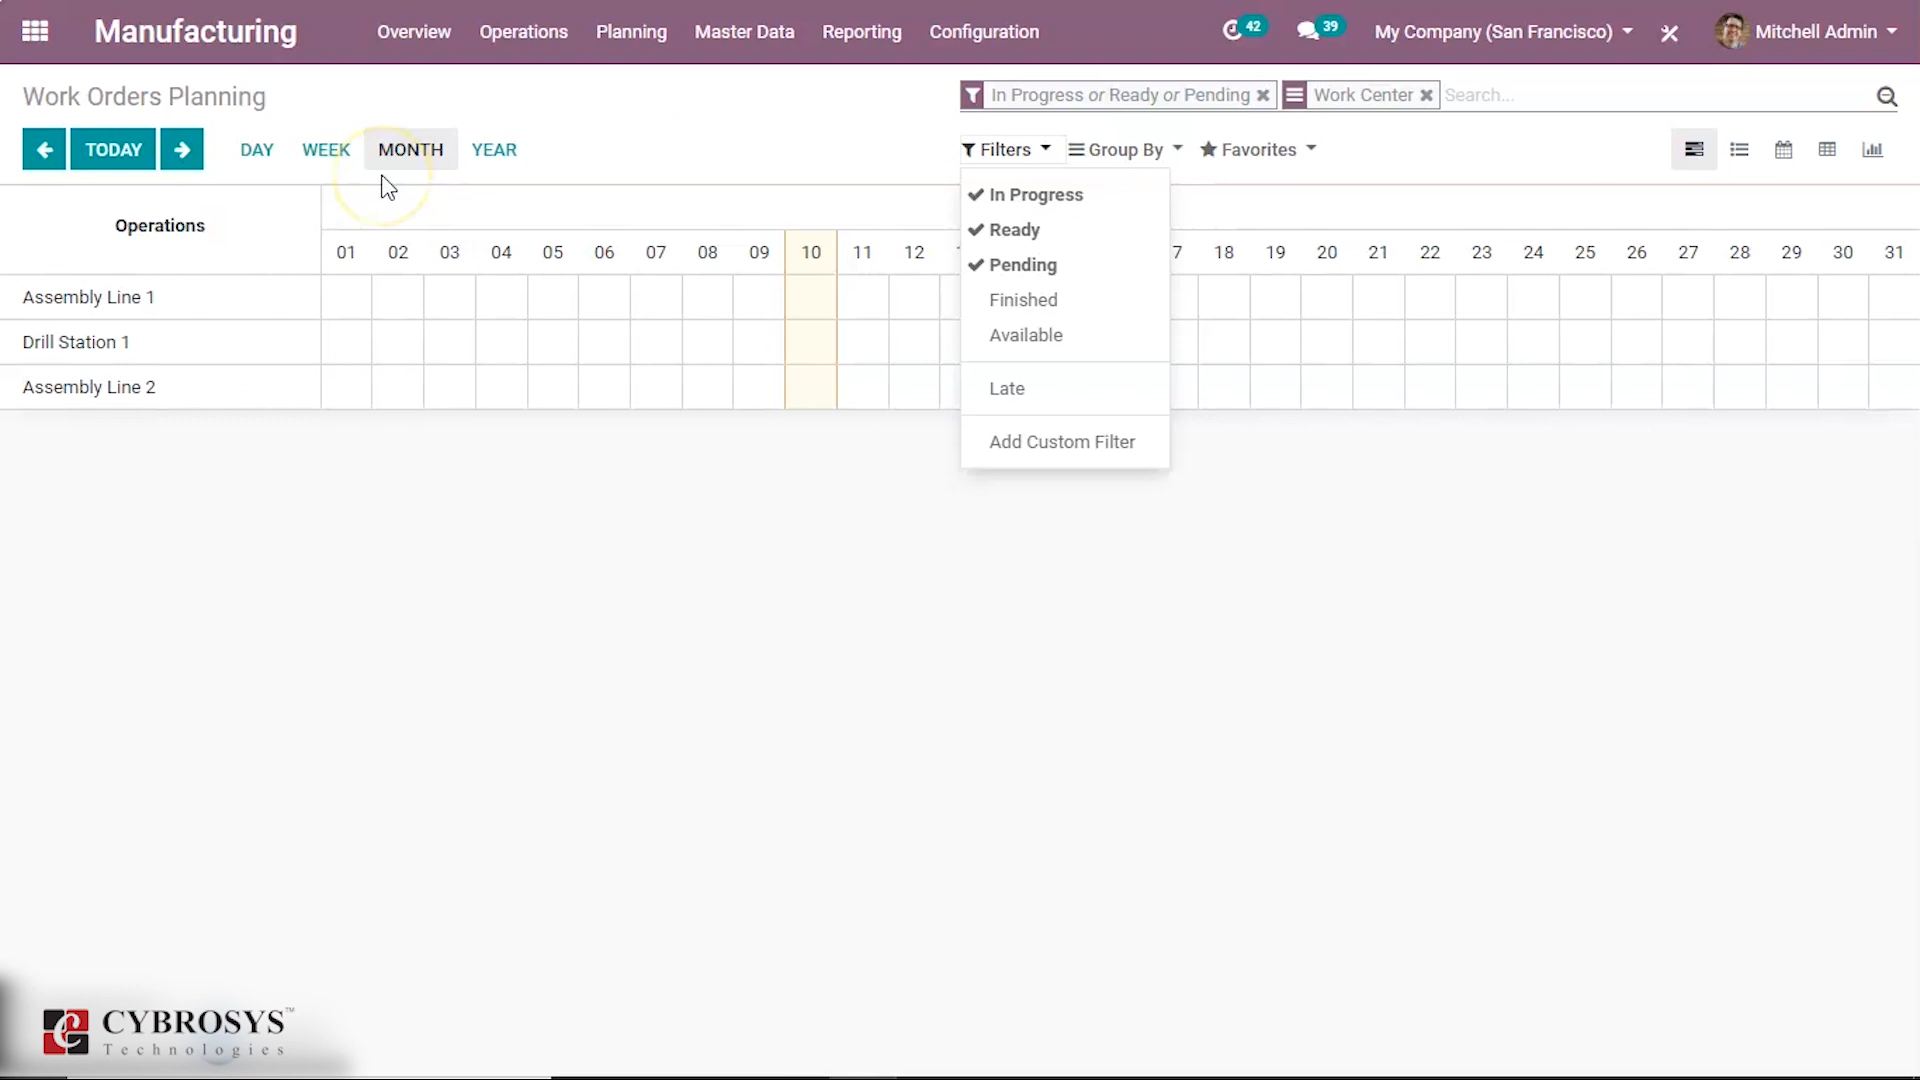 Manufacturing Overview Operations Planning Master Data Reporting Configuration 42 39 My Company (San Francisco) Mitchell Admin
Work Orders Planning
In Progress or Ready or Pending Work Center Search...
TODAY DAY WEEK MONTH YEAR
Filters Group By Favorites
In Progress
Ready
Pending
Finished
Available
Late
Add Custom Filter
Operations
01 02 03 04 05 06 07 08 09 10 11 12 18 19 20 21 22 23 24 25 26 27 28 29 30 31
Assembly Line 1
Drill Station 1
Assembly Line 2
CYBROSYS™
Technologies